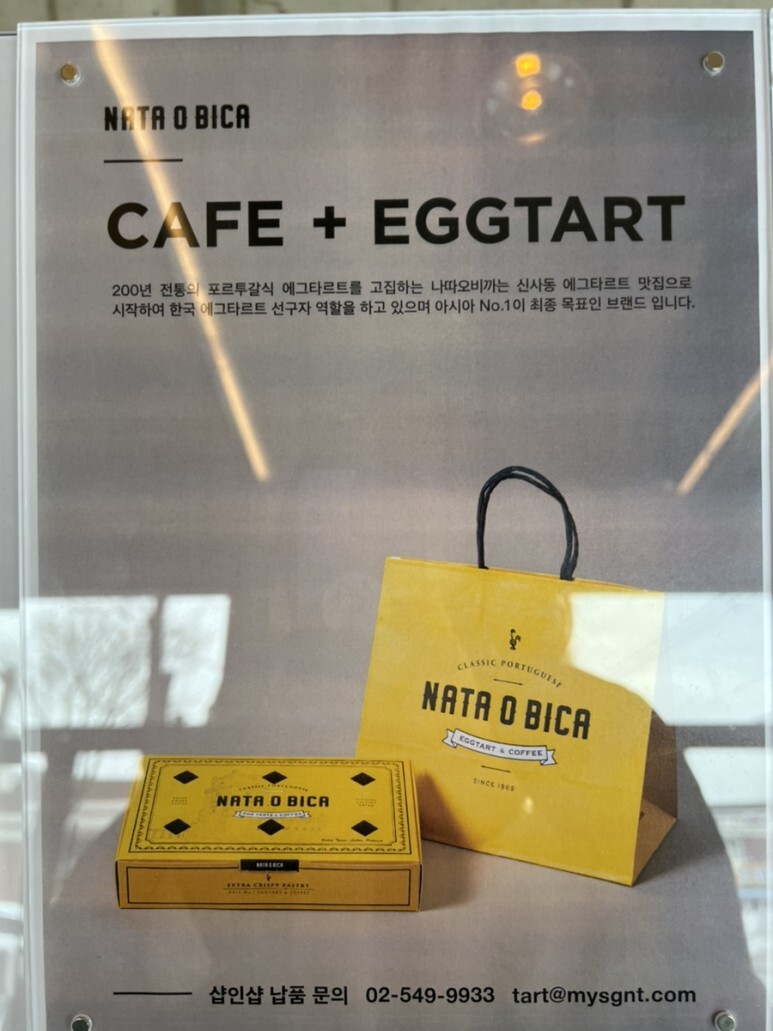 NATA O BICA
CAFE + EGGTART
200년 전통의 포르투갈식 에그타르트를 고집하는 나따오비까는 신사동 에그타르트 맛집으로
시작하여 한국 에그타르트 선구자 역할을 하고 있으며 아시아 No.1이 최종 목표인 브랜드 입니다.
CLASSIC PORTUGUESE
NATA O BICA
EGGTART & COFFEE
SINCE 1869
CLASSIC PORTUGUESE
NATA O BICA
NATA O BICA
EXTRA CRISPY PASTRY
샵인샵 납품 문의 02-549-9933 tart@mysgnt.com